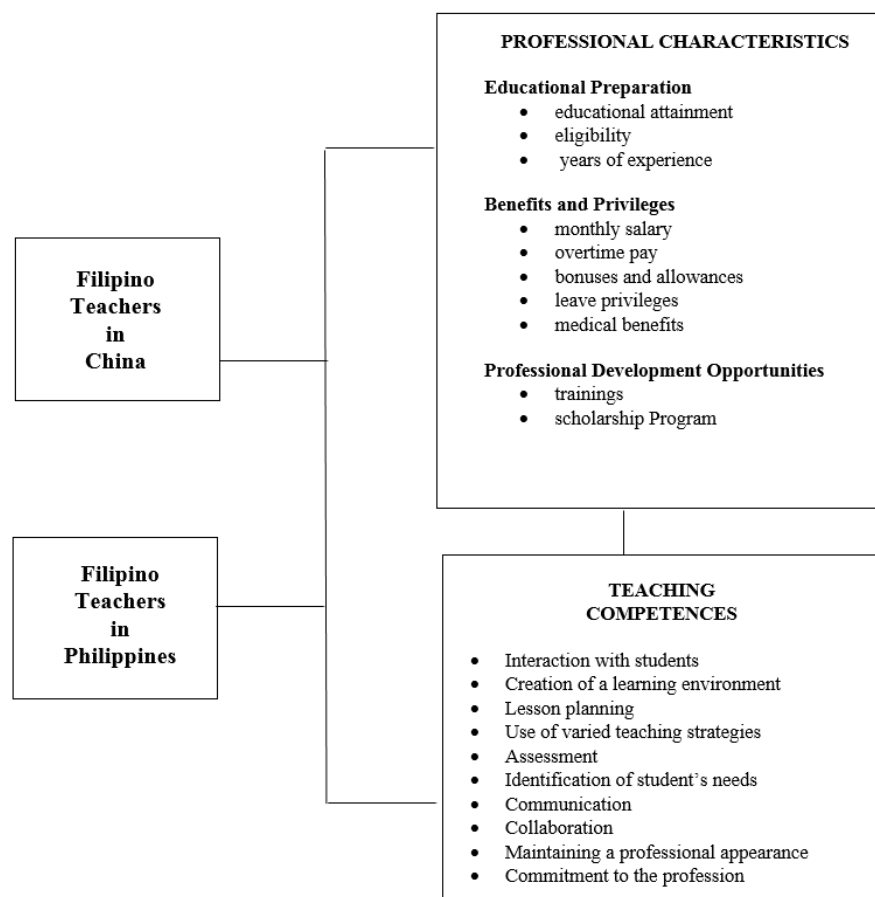 PROFESSIONAL CHARACTERISTICS
Educational Preparation
• educational attainment
• eligibility
• years of experience
Benefits and Privileges
• monthly salary
• overtime pay
• bonuses and allowances
• leave privileges
• medical benefits
Professional Development Opportunities
• trainings
• scholarship Program
Filipino
Teachers
in
China
Filipino
Teachers
in
Philippines
TEACHING
COMPETENCES
• Interaction with students
• Creation of a learning environment
• Lesson planning
• Use of varied teaching strategies
• Assessment
• Identification of student’s needs
• Communication
• Collaboration
• Maintaining a professional appearance
• Commitment to the profession